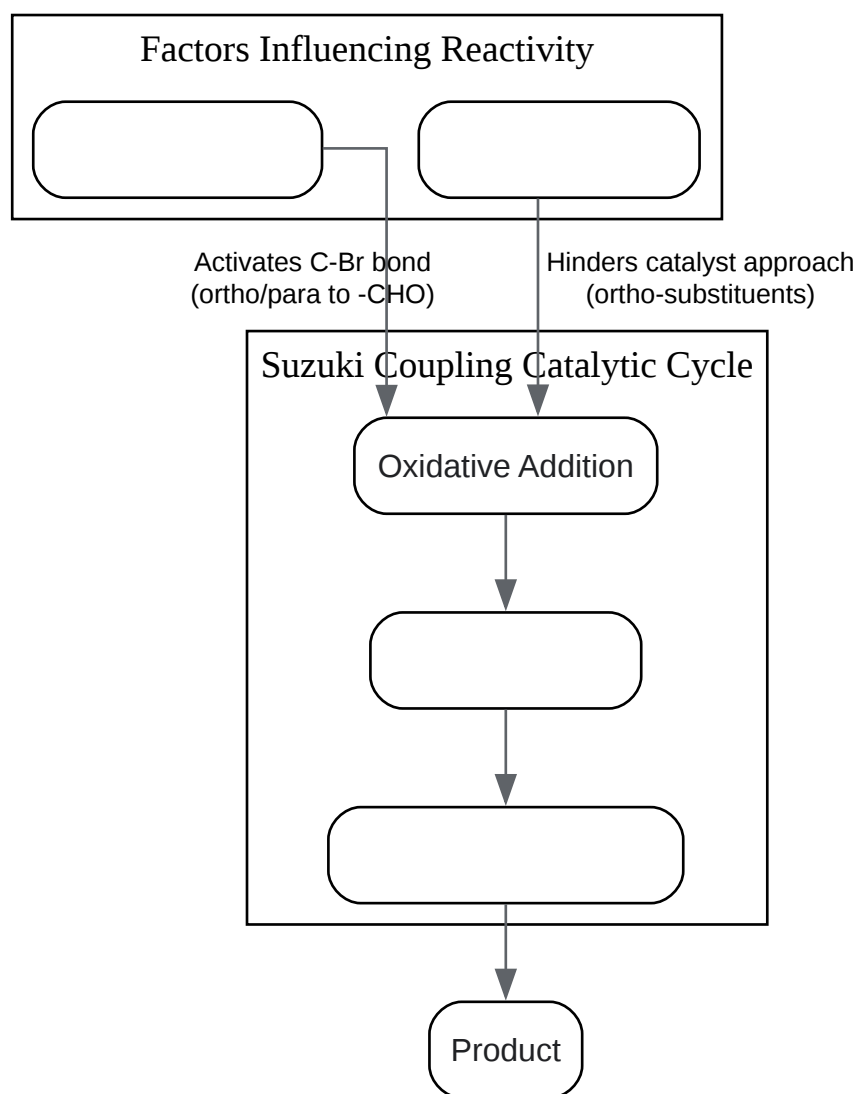 Factors Influencing Reactivity
Activates C-Br bond
(ortho/para to -CHO)
Hinders catalyst approach
(ortho-substituents)
Suzuki Coupling Catalytic Cycle
Oxidative Addition
Product